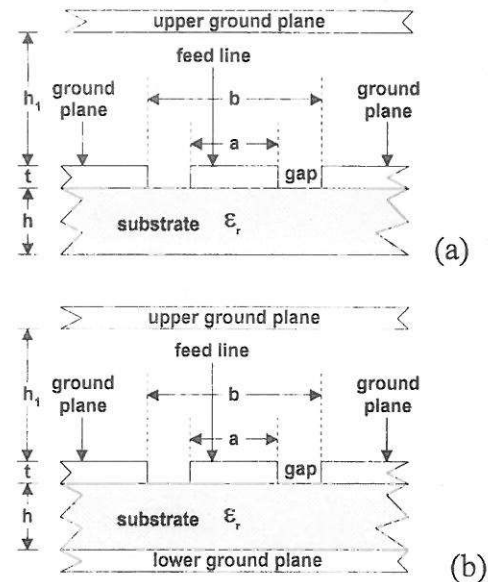 upper ground plane
feed line
h₁
ground
plane
b
ground
plane
a
t
gap
h
substrate εᵣ
(a)
upper ground plane
feed line
h₁
ground
plane
b
ground
plane
a
t
gap
h
substrate εᵣ
lower ground plane
(b)